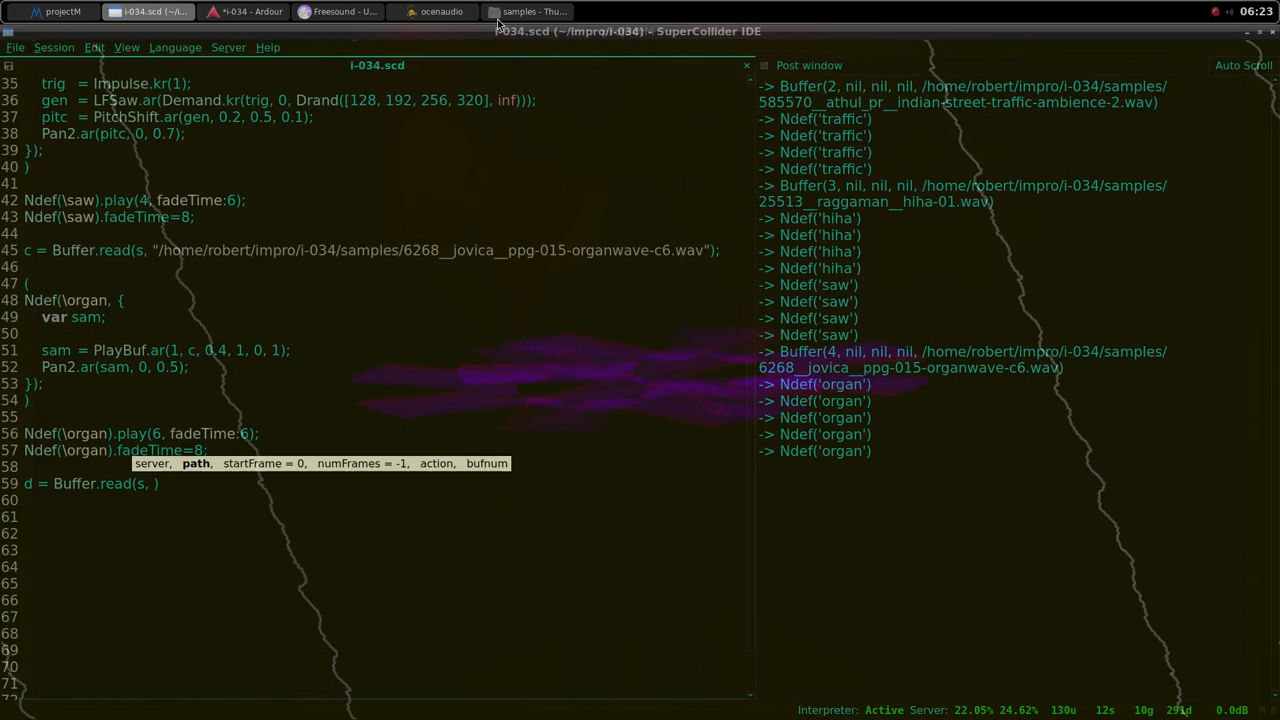 projectM
i-034.scd (~/i...
*i-034 - Ardour
Freesound - U...
ocenaudio
samples - Thu...
06:23
i-034.scd (~/impro/i-034) - SuperCollider IDE
File Session Edit View Language Server Help
i-034.scd
Post window
Auto Scroll
35 trig = Impulse.kr(1);
36 gen = LFSaw.ar(Demand.kr(trig, 0, Drand([128, 192, 256, 320], inf)));
37 pitc = PitchShift.ar(gen, 0.2, 0.5, 0.1);
38 Pan2.ar(pitc, 0, 0.7);
39 });
40 )
41
42 Ndef(\saw).play(4, fadeTime:6);
43 Ndef(\saw).fadeTime=8;
44
45 c = Buffer.read(s, "/home/robert/impro/i-034/samples/6268__jovica__ppg-015-organwave-c6.wav");
46
47 (
48 Ndef(\organ, {
49 var sam;
50
51 sam = PlayBuf.ar(1, c, 0.4, 1, 0, 1);
52 Pan2.ar(sam, 0, 0.5);
53 });
54 )
55
56 Ndef(\organ).play(6, fadeTime:6);
57 Ndef(\organ).fadeTime=8;
58
server, path, startFrame = 0, numFrames = -1, action, bufnum
59 d = Buffer.read(s, )
60
61
62
63
64
65
66
67
68
69
70
71
72
-> Buffer(2, nil, nil, nil, /home/robert/impro/i-034/samples/
585570__athul_pr__indian-street-traffic-ambience-2.wav)
-> Ndef('traffic')
-> Ndef('traffic')
-> Ndef('traffic')
-> Ndef('traffic')
-> Buffer(3, nil, nil, nil, /home/robert/impro/i-034/samples/
25513__raggaman__hiha-01.wav)
-> Ndef('hiha')
-> Ndef('hiha')
-> Ndef('hiha')
-> Ndef('hiha')
-> Ndef('saw')
-> Ndef('saw')
-> Ndef('saw')
-> Ndef('saw')
-> Buffer(4, nil, nil, nil, /home/robert/impro/i-034/samples/
6268__jovica__ppg-015-organwave-c6.wav)
-> Ndef('organ')
-> Ndef('organ')
-> Ndef('organ')
-> Ndef('organ')
-> Ndef('organ')
Interpreter: Active Server: 22.05% 24.62% 130u 12s 10g 291d 0.0dB